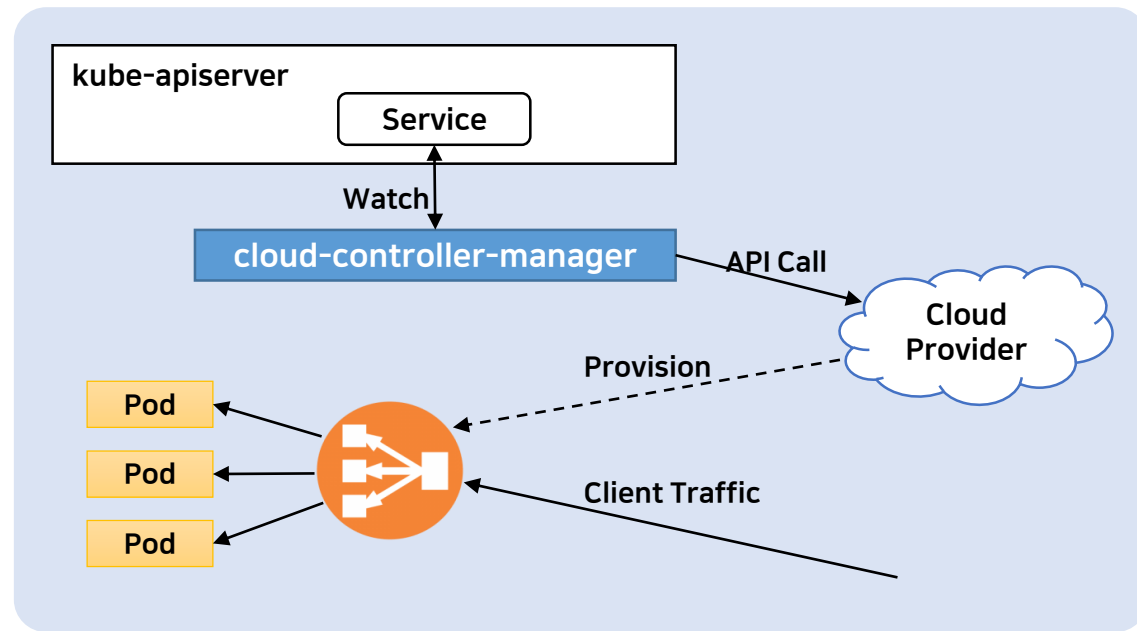 kube-apiserver
Service
Watch
cloud-controller-manager
API Call
Cloud
Provider
Provision
Pod
Pod
Client Traffic
Pod